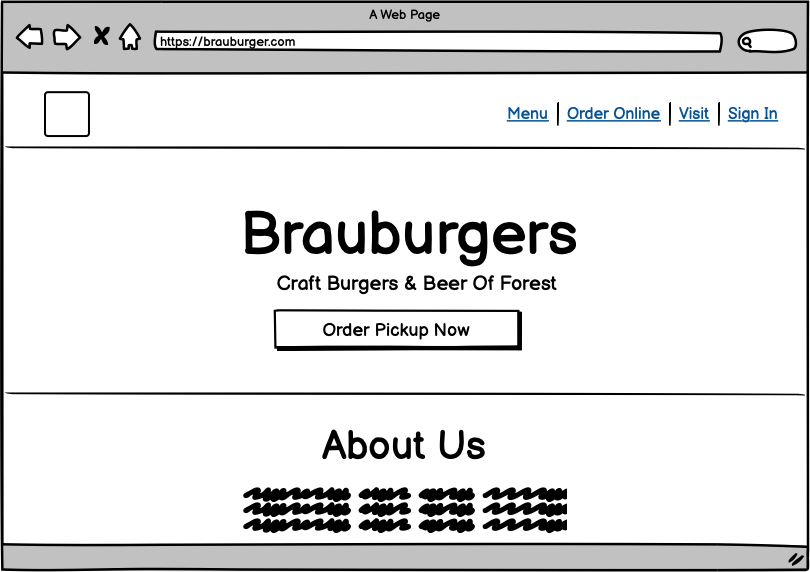 A Web Page
https://brauburger.com
Menu | Order Online | Visit | Sign In
Brauburgers
Craft Burgers & Beer Of Forest
Order Pickup Now
About Us